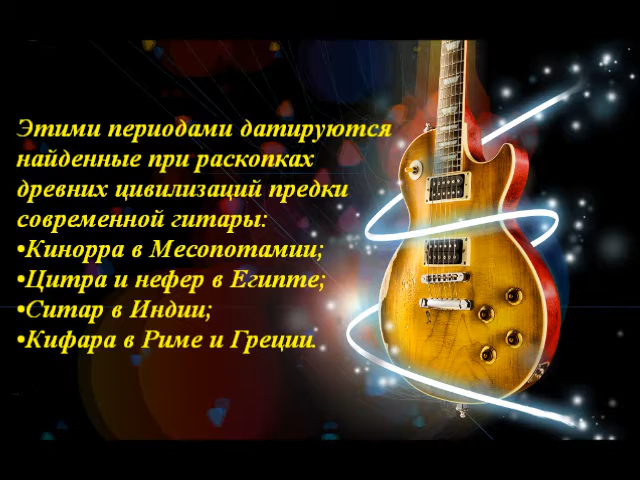 Этими периодами датируются
найденные при раскопках
древних цивилизаций предки
современной гитары:
•Кинорра в Месопотамии;
•Цитра и нефер в Египте;
•Ситар в Индии;
•Кифара в Риме и Греции.